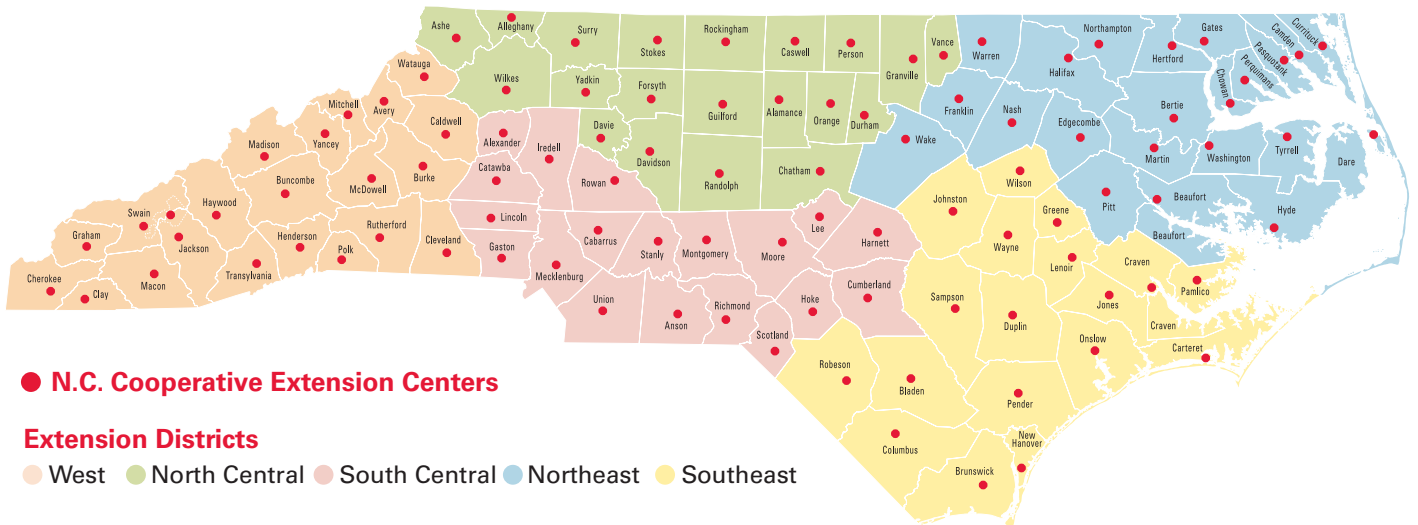 Ashe
Alleghany
Surry
Stokes
Rockingham
Caswell
Person
Granville
Vance
Warren
Northampton
Halifax
Hertford
Gates
Camden
Currituck
Pasquotank
Perquimans
Chowan
Watauga
Wilkes
Yadkin
Forsyth
Guilford
Alamance
Orange
Durham
Franklin
Nash
Edgecombe
Bertie
Mitchell
Avery
Caldwell
Alexander
Iredell
Davie
Davidson
Randolph
Chatham
Wake
Martin
Washington
Tyrrell
Dare
Madison
Yancey
Buncombe
McDowell
Burke
Catawba
Rowan
Wilson
Johnston
Greene
Pitt
Beaufort
Beaufort
Hyde
Swain
Haywood
Graham
Jackson
Henderson
Rutherford
Polk
Cleveland
Lincoln
Gaston
Cabarrus
Stanly
Montgomery
Moore
Lee
Harnett
Wayne
Lenoir
Craven
Craven
Pamlico
Jones
Cherokee
Clay
Macon
Transylvania
Mecklenburg
Union
Anson
Richmond
Hoke
Cumberland
Scotland
Sampson
Duplin
Onslow
Carteret
Robeson
Bladen
Pender
Columbus
New
Hanover
Brunswick
N.C. Cooperative Extension Centers
Extension Districts
West
North Central
South Central
Northeast
Southeast